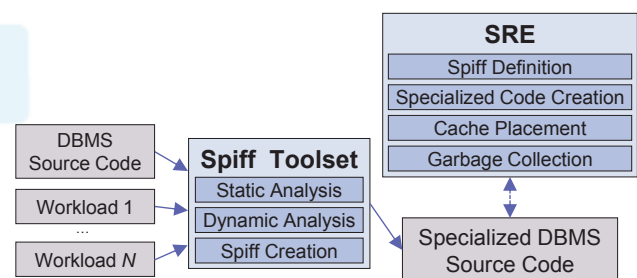 SRE
Spiff Definition
Specialized Code Creation
Cache Placement
Garbage Collection
DBMS
Source Code
Workload 1
...
Workload N
Spiff Toolset
Static Analysis
Dynamic Analysis
Spiff Creation
Specialized DBMS
Source Code